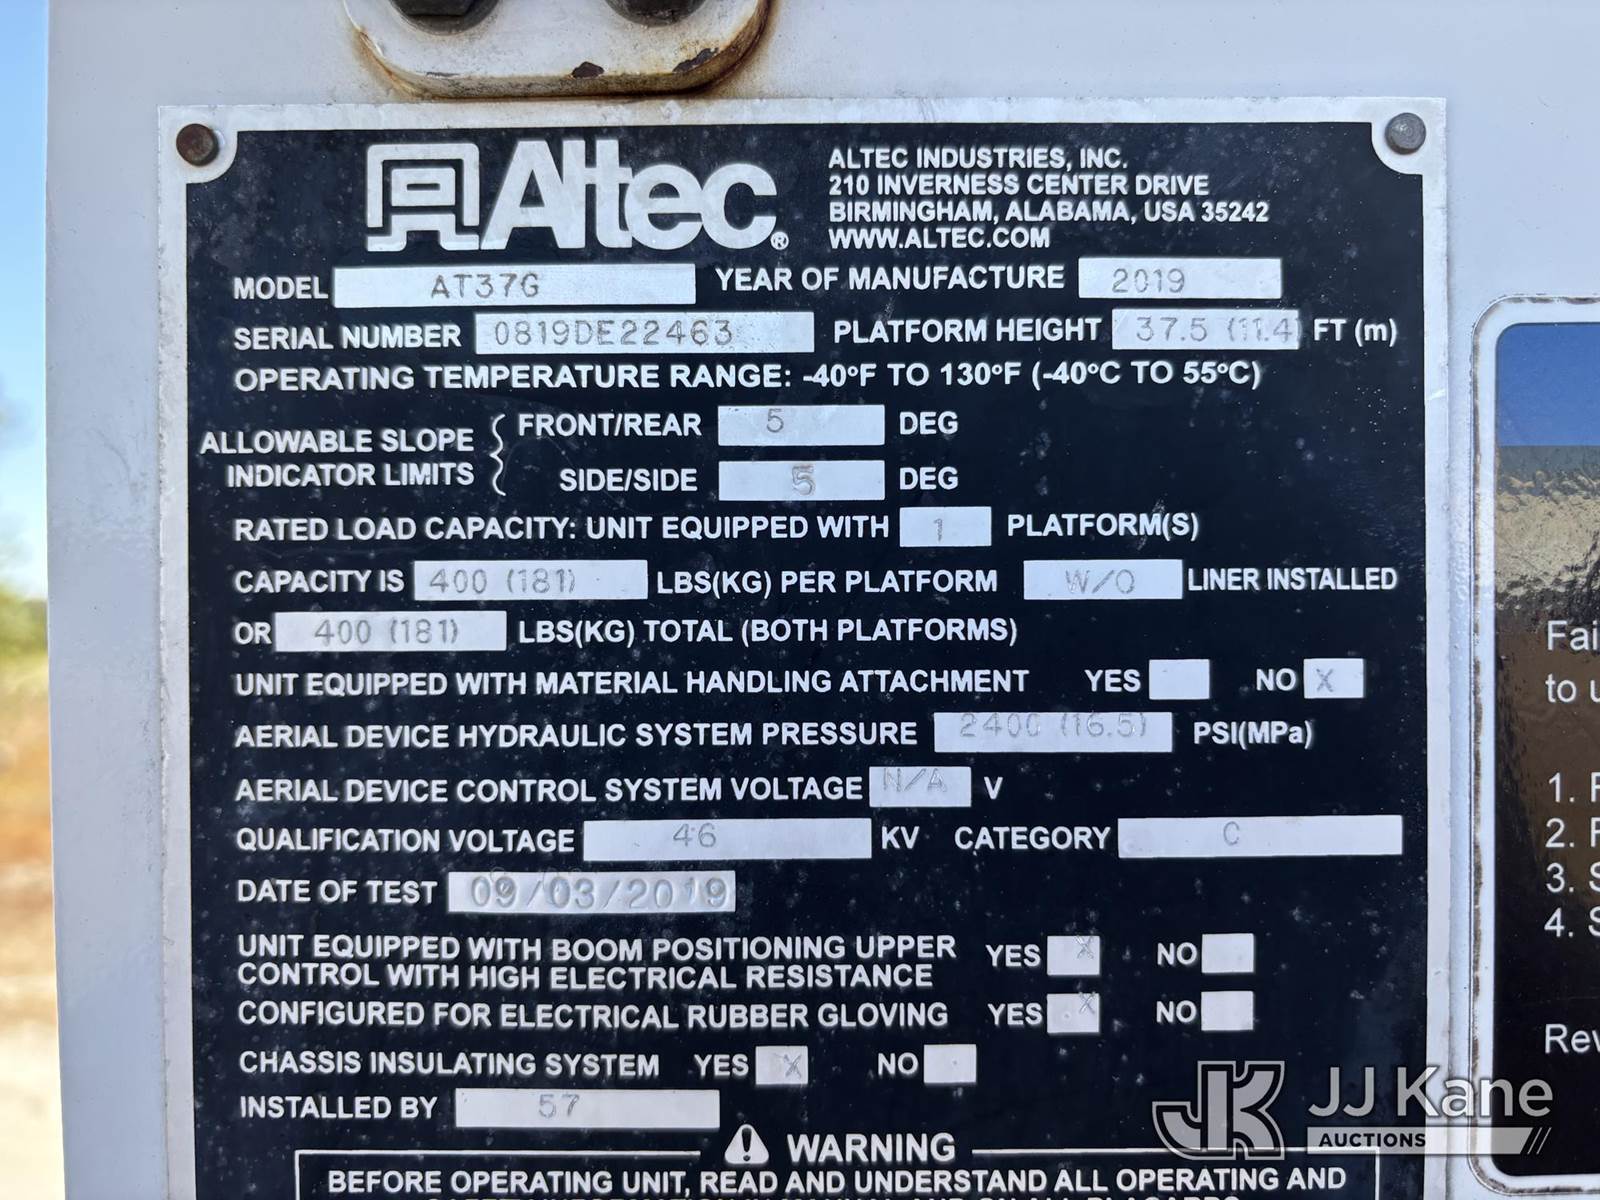 Altec®
ALTEC INDUSTRIES, INC.
210 INVERNESS CENTER DRIVE
BIRMINGHAM, ALABAMA, USA 35242
WWW.ALTEC.COM
MODEL AT37G YEAR OF MANUFACTURE 2019
SERIAL NUMBER 0819DE22463 PLATFORM HEIGHT 37.5 (11.4) FT (m)
OPERATING TEMPERATURE RANGE: -40°F TO 130°F (-40°C TO 55°C)
ALLOWABLE SLOPE INDICATOR LIMITS
FRONT/REAR 5 DEG
SIDE/SIDE 5 DEG
RATED LOAD CAPACITY: UNIT EQUIPPED WITH 1 PLATFORM(S)
CAPACITY IS 400 (181) LBS(KG) PER PLATFORM W/O LINER INSTALLED
OR 400 (181) LBS(KG) TOTAL (BOTH PLATFORMS)
UNIT EQUIPPED WITH MATERIAL HANDLING ATTACHMENT YES NO X
AERIAL DEVICE HYDRAULIC SYSTEM PRESSURE 2400 (16.5) PSI(MPa)
AERIAL DEVICE CONTROL SYSTEM VOLTAGE N/A V
QUALIFICATION VOLTAGE 46 KV CATEGORY C
DATE OF TEST 09/03/2019
UNIT EQUIPPED WITH BOOM POSITIONING UPPER
CONTROL WITH HIGH ELECTRICAL RESISTANCE YES X NO
CONFIGURED FOR ELECTRICAL RUBBER GLOVING YES X NO
CHASSIS INSULATING SYSTEM YES X NO
INSTALLED BY 57
WARNING
BEFORE OPERATING UNIT, READ AND UNDERSTAND ALL OPERATING AND
to
1.
2.
3.
4.
JJ Kane
AUCTIONS